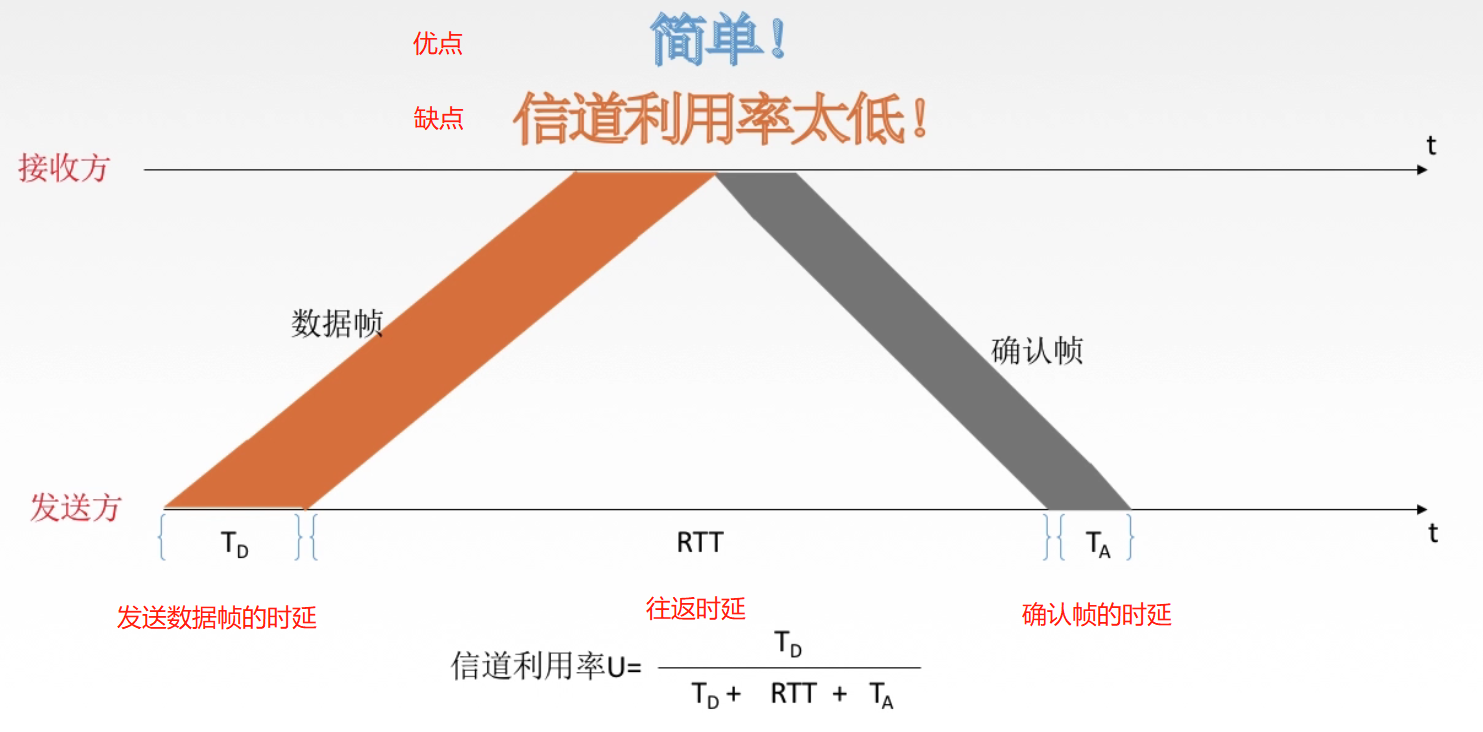 优点 简单!
缺点 信道利用率太低!
t
接收方
数据帧
确认帧
发送方
t
T_D RTT T_A
发送数据帧的时延 往返时延 确认帧的时延
T_D
信道利用率U=
T_D + RTT + T_A